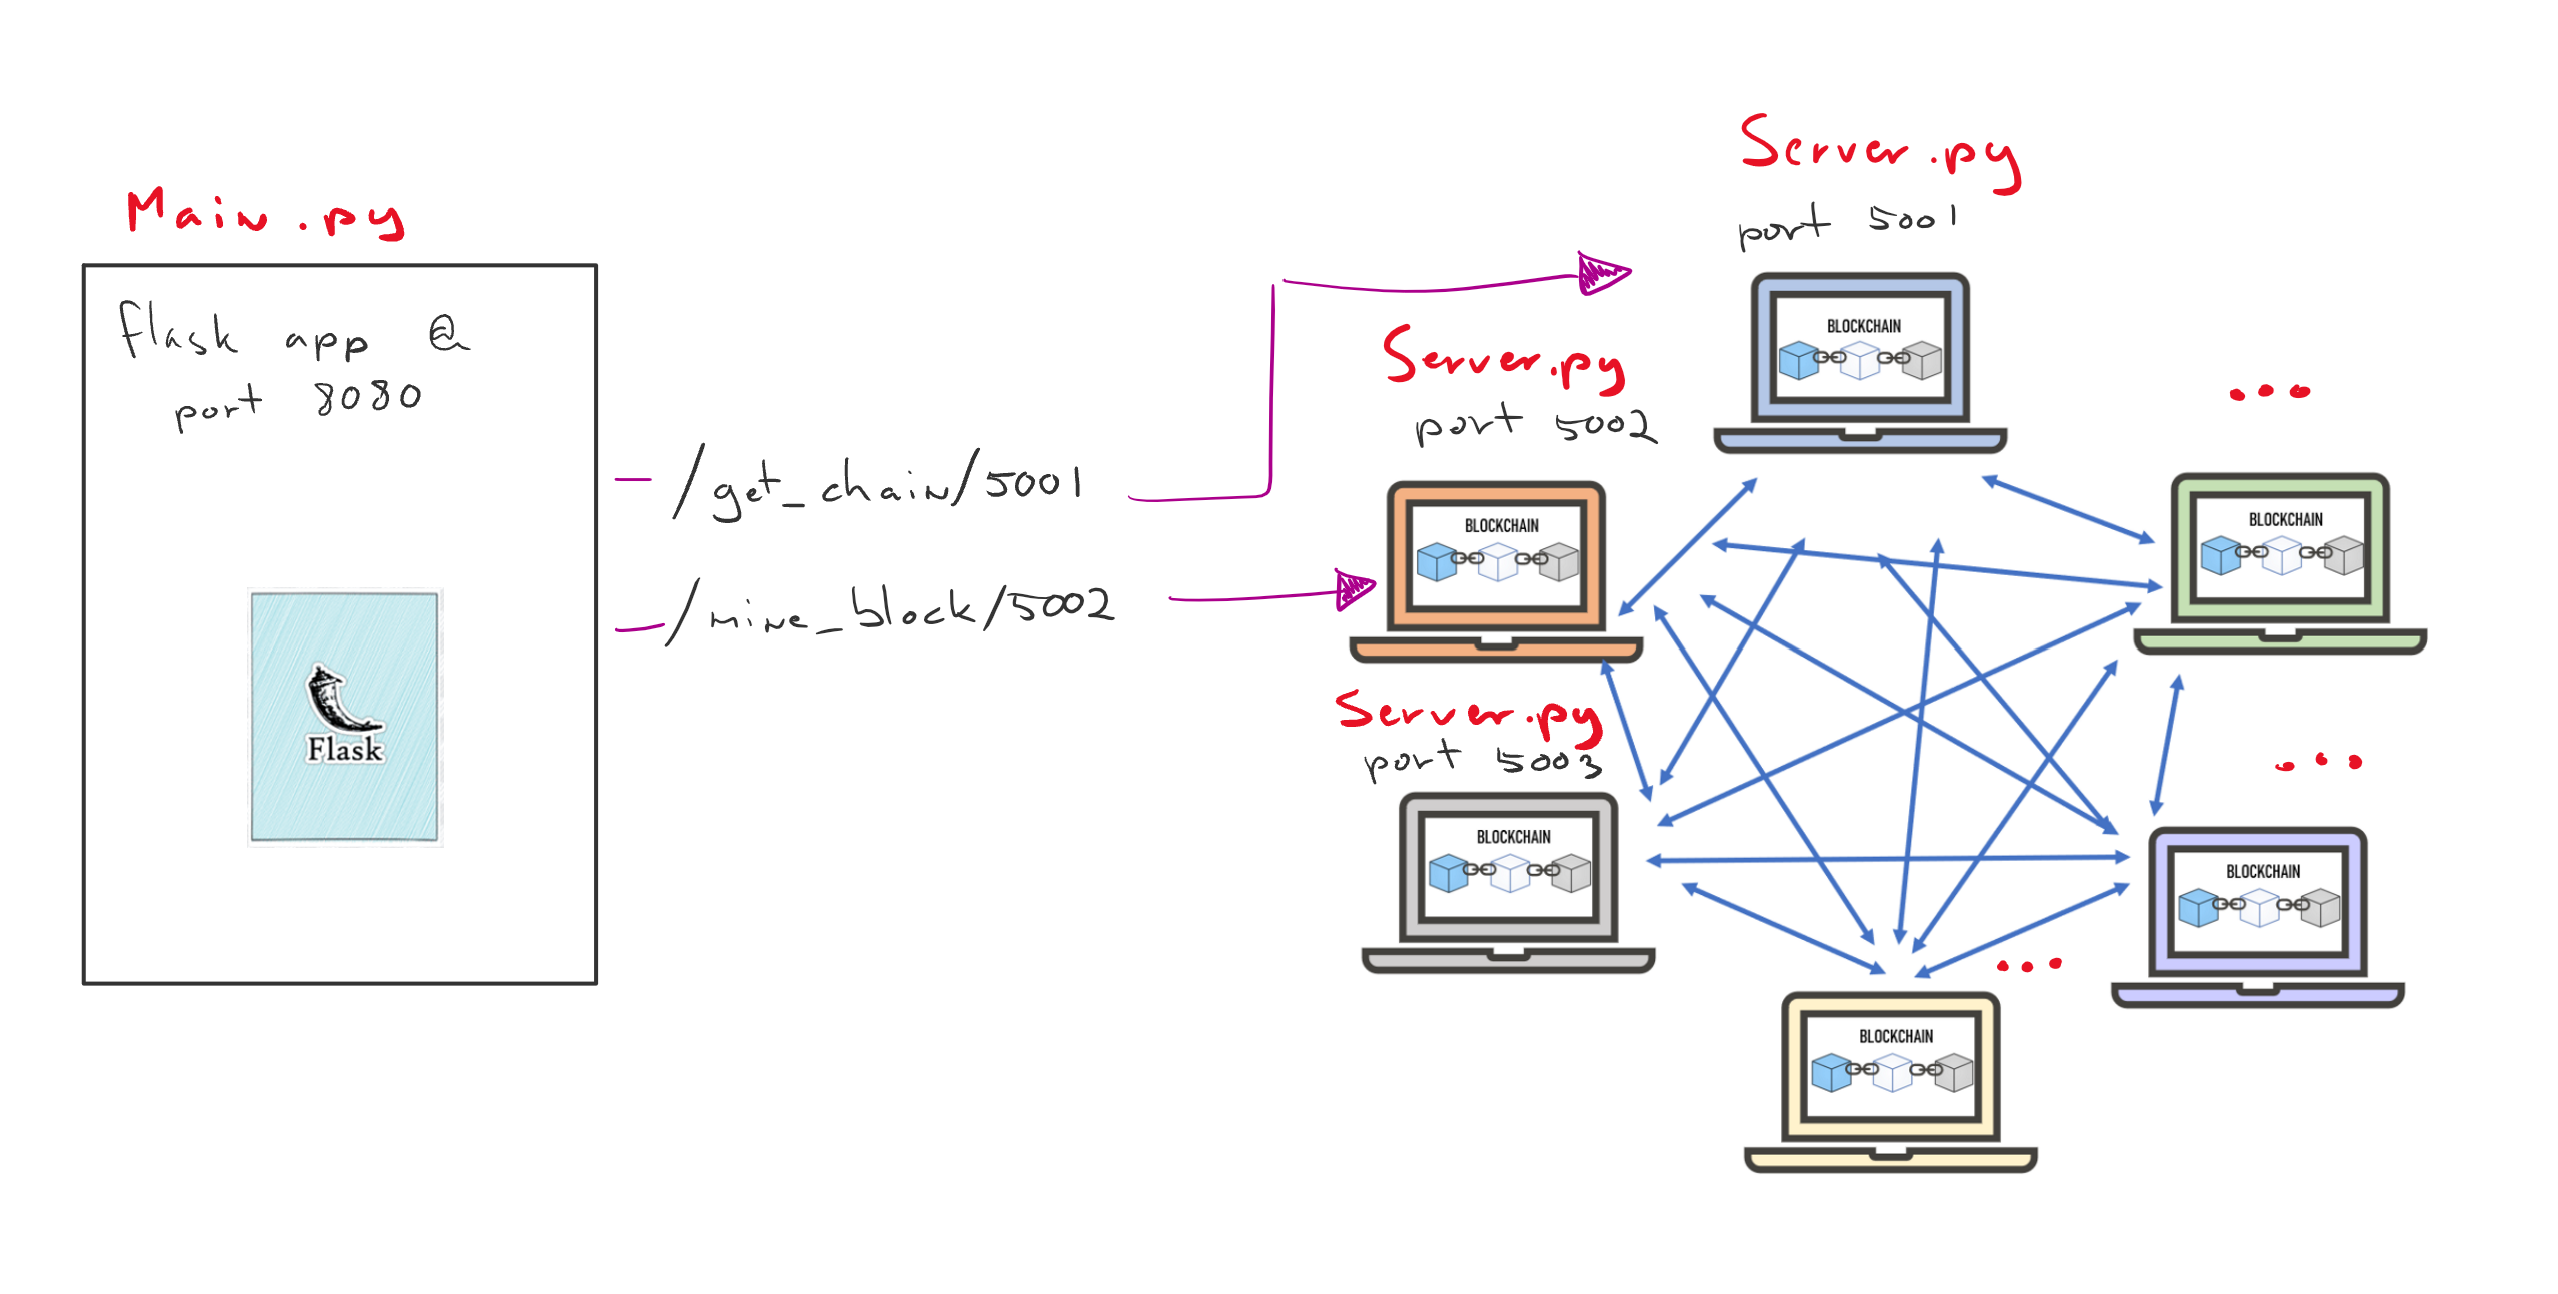 Main.py
flask app @
port 8080
Flask
/get_chain/5001
/mine_block/5002
Server.py
port 5001
BLOCKCHAIN
Server.py
port 5002
BLOCKCHAIN
...
BLOCKCHAIN
Server.py
port 5003
BLOCKCHAIN
...
BLOCKCHAIN
...
BLOCKCHAIN